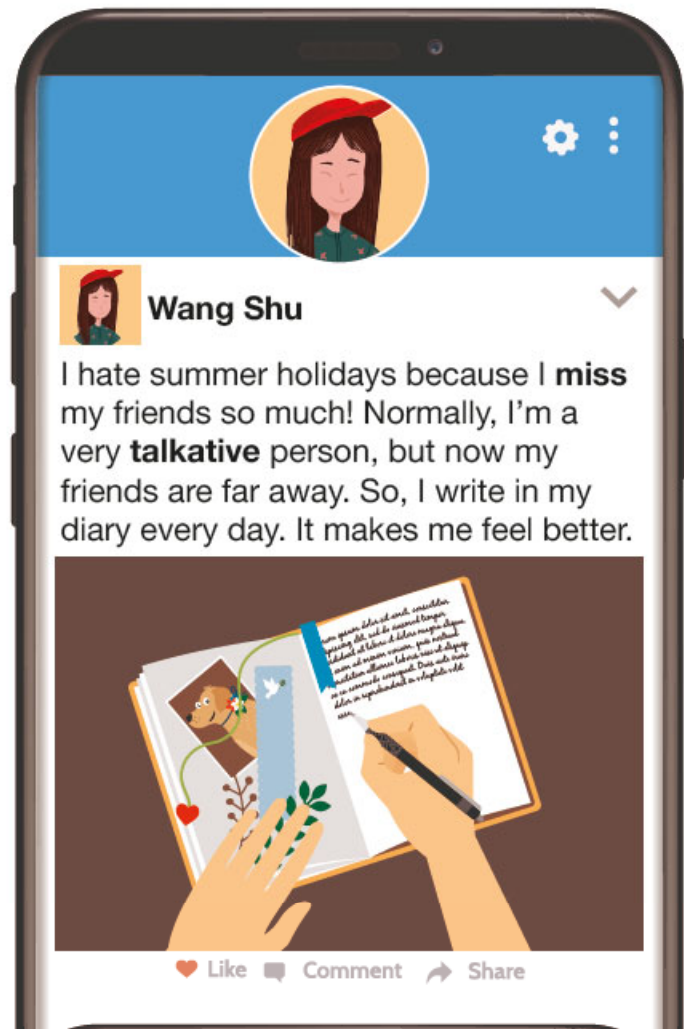 Wang Shu
I hate summer holidays because I miss
my friends so much! Normally, I'm a
very talkative person, but now my
friends are far away. So, I write in my
diary every day. It makes me feel better.
Like Comment Share